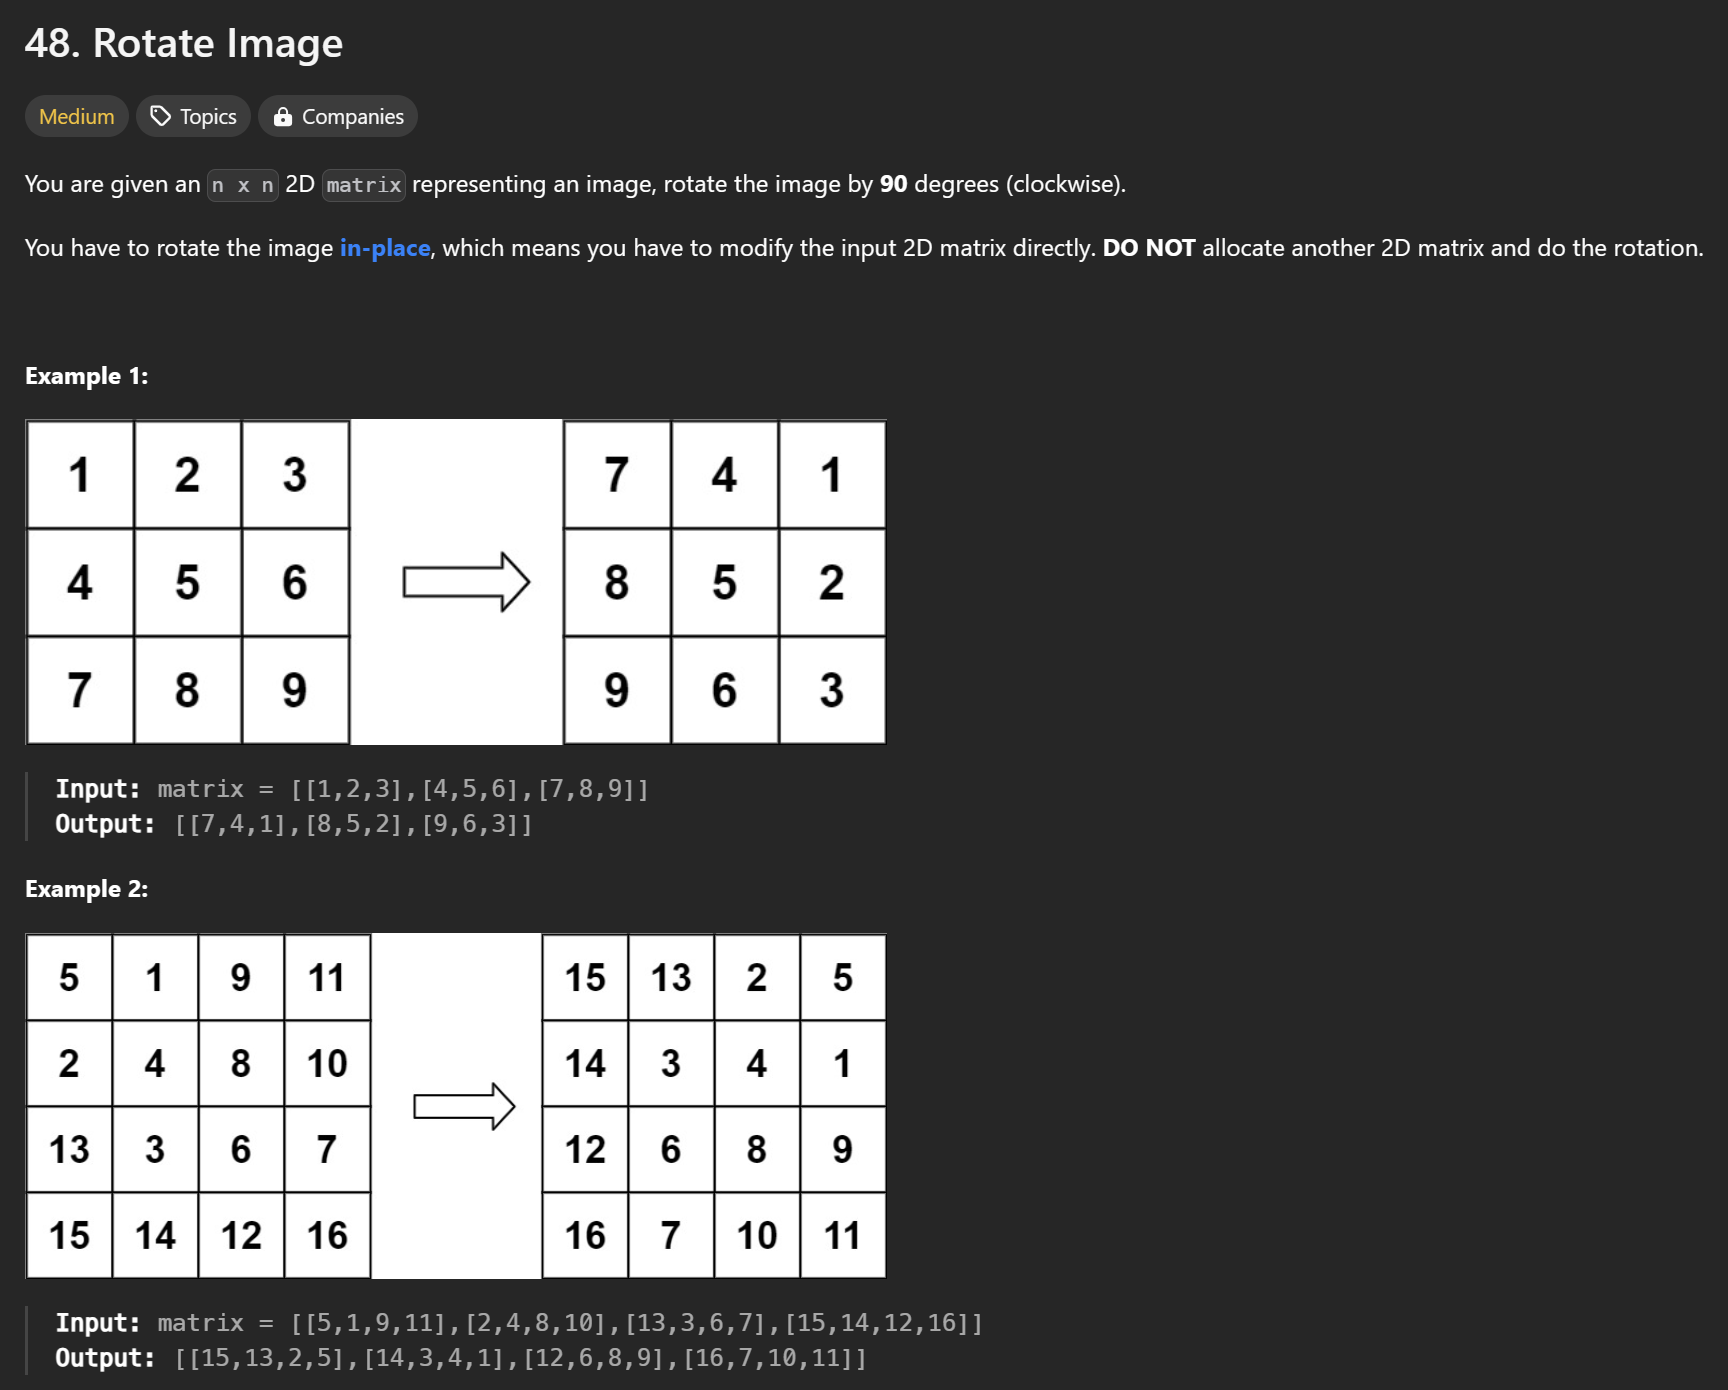 48. Rotate Image
Medium Topics Companies
You are given an n x n 2D matrix representing an image, rotate the image by 90 degrees (clockwise).
You have to rotate the image in-place, which means you have to modify the input 2D matrix directly. DO NOT allocate another 2D matrix and do the rotation.
Example 1:
1 2 3 7 4 1
4 5 6 8 5 2
7 8 9 9 6 3
Input: matrix = [[1,2,3],[4,5,6],[7,8,9]]
Output: [[7,4,1],[8,5,2],[9,6,3]]
Example 2:
5 1 9 11 15 13 2 5
2 4 8 10 14 3 4 1
13 3 6 7 12 6 8 9
15 14 12 16 16 7 10 11
Input: matrix = [[5,1,9,11],[2,4,8,10],[13,3,6,7],[15,14,12,16]]
Output: [[15,13,2,5],[14,3,4,1],[12,6,8,9],[16,7,10,11]]